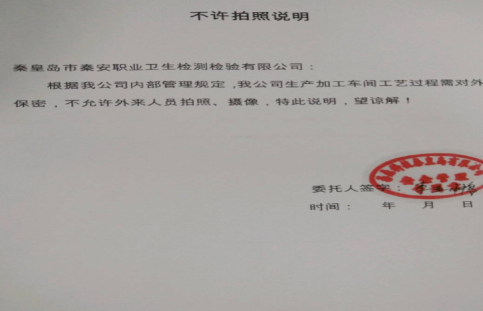 不许拍照说明
秦皇岛市秦安职业卫生检测检验有限公司：
根据我公司内部管理规定，我公司生产加工车间工艺过程需对外
保密，不允许外来人员拍照、摄像，特此说明，望谅解！
委托人签字：
时间： 年 月 日